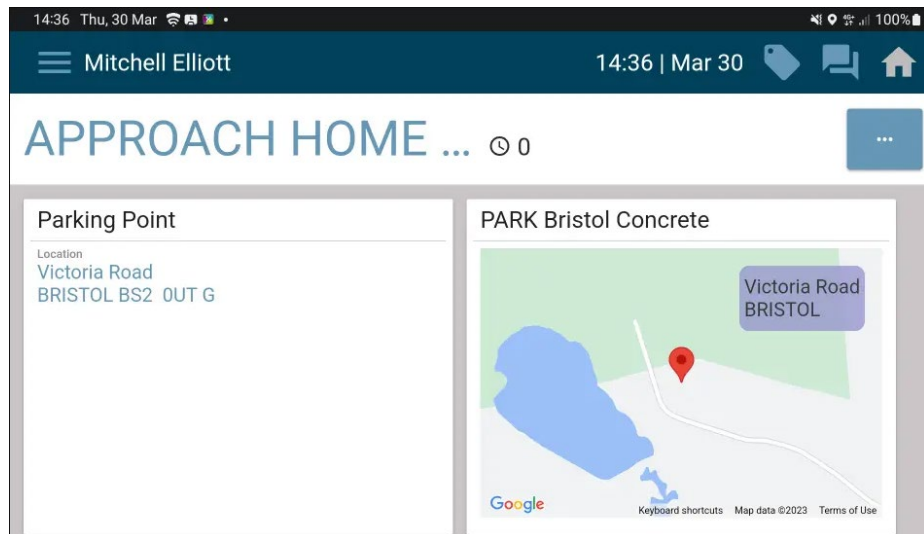 14:36 Thu, 30 Mar
100%
Mitchell Elliott
14:36 | Mar 30
APPROACH HOME ...
0
...
Parking Point
PARK Bristol Concrete
Location
Victoria Road
BRISTOL BS2 0UT G
Victoria Road
BRISTOL
Google
Keyboard shortcuts Map data ©2023 Terms of Use